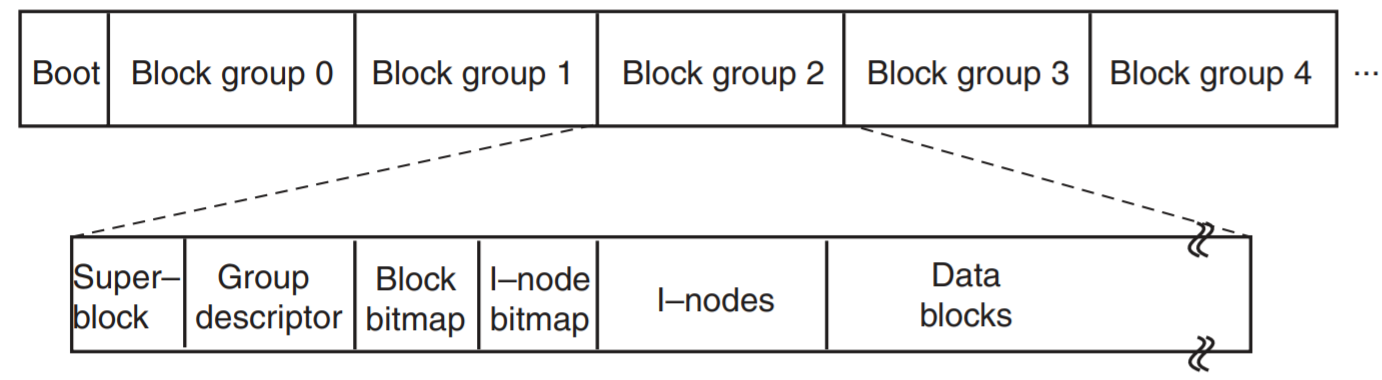 Boot Block group 0 Block group 1 Block group 2 Block group 3 Block group 4 ...
Super– Group Block I–node I–nodes Data
block descriptor bitmap bitmap blocks